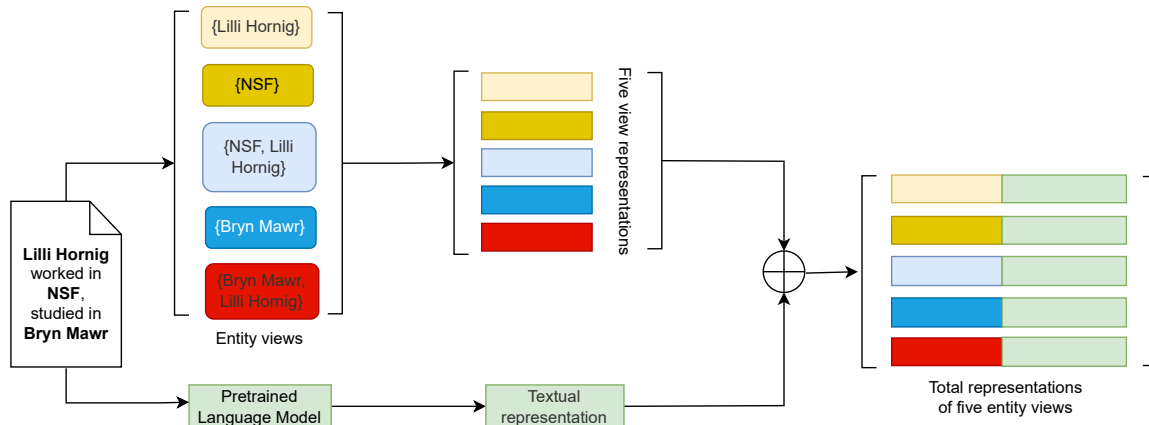 {Lilli Hornig}
{NSF}
{NSF, Lilli
Hornig}
{Bryn Mawr}
{Bryn Mawr,
Lilli Hornig}
Entity views
Lilli Hornig
worked in
NSF,
studied in
Bryn Mawr
Five view representations
Pretrained
Language Model
Textual
representation
Total representations
of five entity views